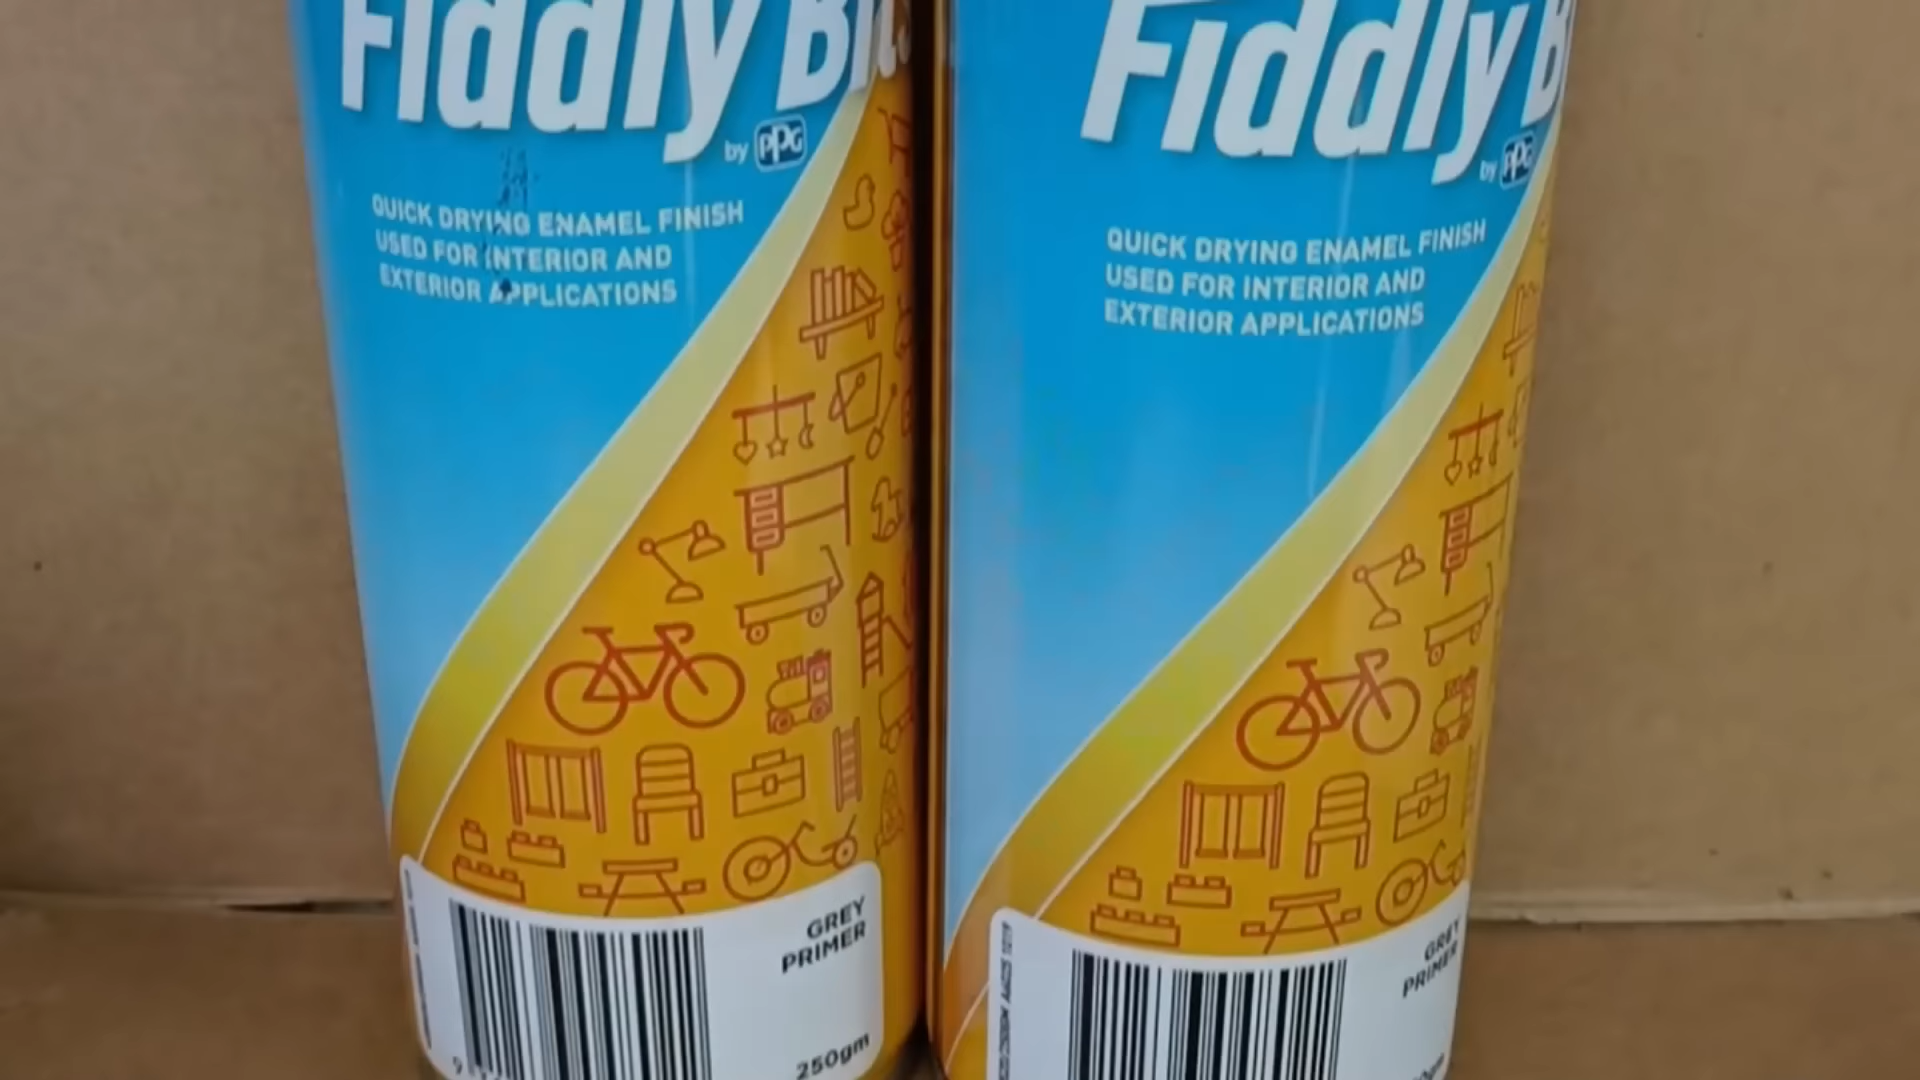 Fiddly Bits
by PPG
QUICK DRYING ENAMEL FINISH
USED FOR INTERIOR AND
EXTERIOR APPLICATIONS
GREY
PRIMER
250gm
Fiddly B
by PPG
QUICK DRYING ENAMEL FINISH
USED FOR INTERIOR AND
EXTERIOR APPLICATIONS
GREY
PRIMER